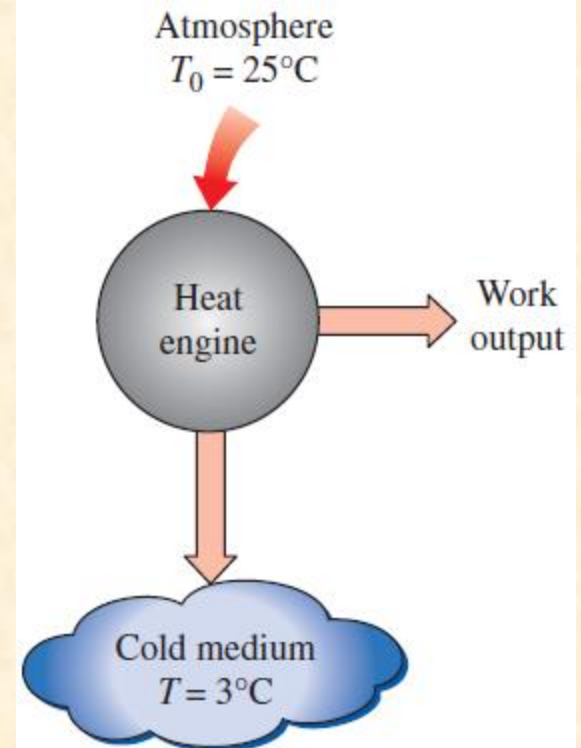 Atmosphere
T₀ = 25°C
Heat
engine
Work
output
Cold medium
T = 3°C